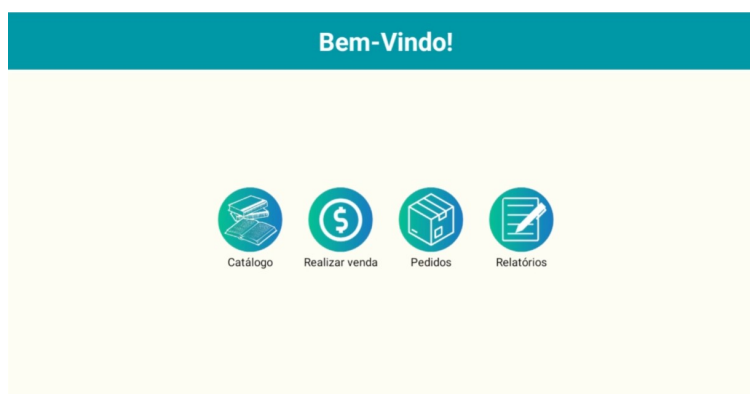 Bem-Vindo!
Catálogo
Realizar venda
Pedidos
Relatórios